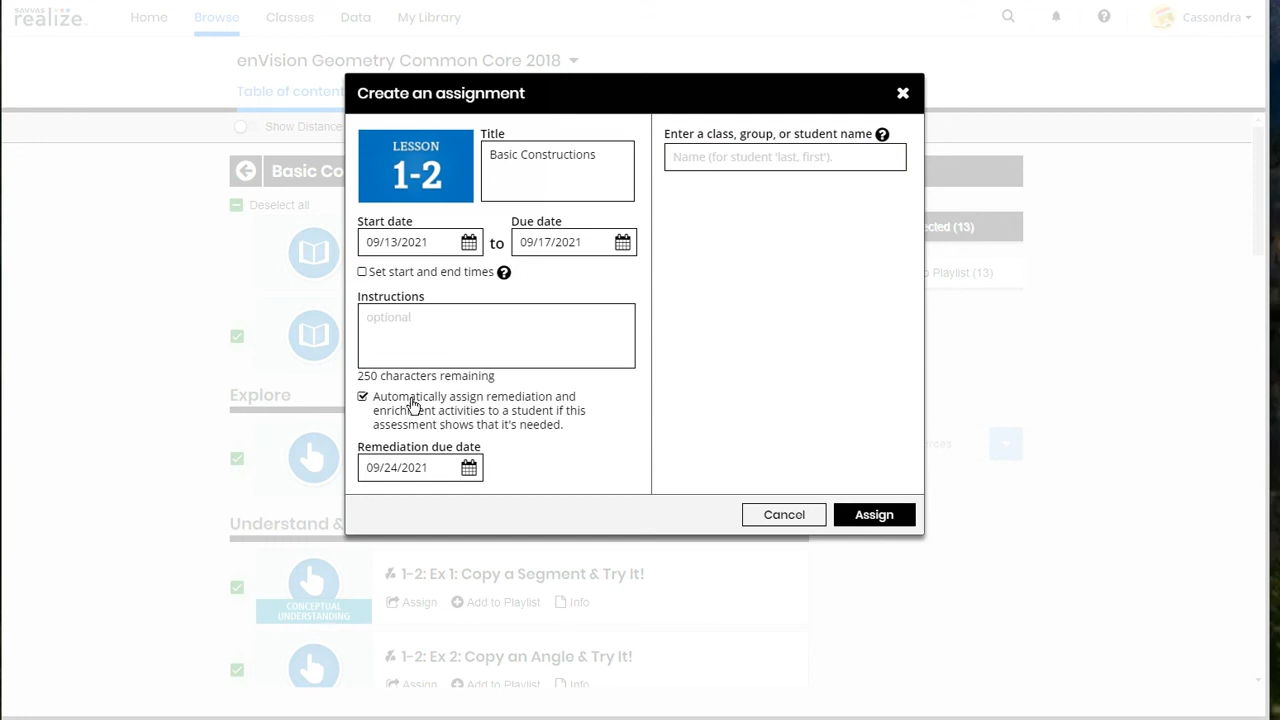 SAVVAS
realize.
Home
Browse
Classes
Data
My Library
Cassondra
enVision Geometry Common Core 2018
Table of content
Show Distance
Create an assignment
LESSON
1-2
Title
Basic Constructions
Enter a class, group, or student name
Name (for student 'last, first').
Start date
09/13/2021
to
Due date
09/17/2021
Set start and end times
Instructions
optional
250 characters remaining
Automatically assign remediation and
enrichment activities to a student if this
assessment shows that it's needed.
Remediation due date
09/24/2021
Cancel
Assign
Basic Co
Deselect all
ected (13)
Playlist (13)
Explore
Understand &
1-2: Ex 1: Copy a Segment & Try It!
Assign
Add to Playlist
Info
CONCEPTUAL
UNDERSTANDING
1-2: Ex 2: Copy an Angle & Try It!
Assign
Add to Playlist
Info